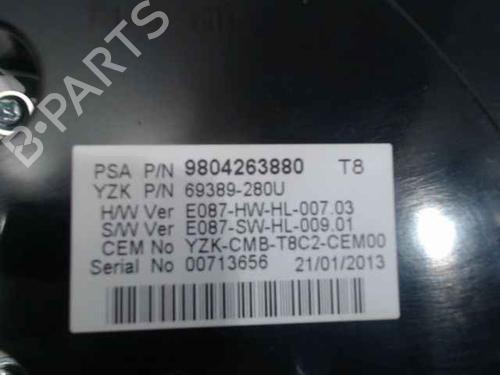 PSA P/N 9804263880 T8
YZK P/N 69389-280U
H/W Ver E087-HW-HL-007.03
S/W Ver E087-SW-HL-009.01
CEM No YZK-CMB-T8C2-CEM00
Serial No 00713656 21/01/2013
B-PARTS